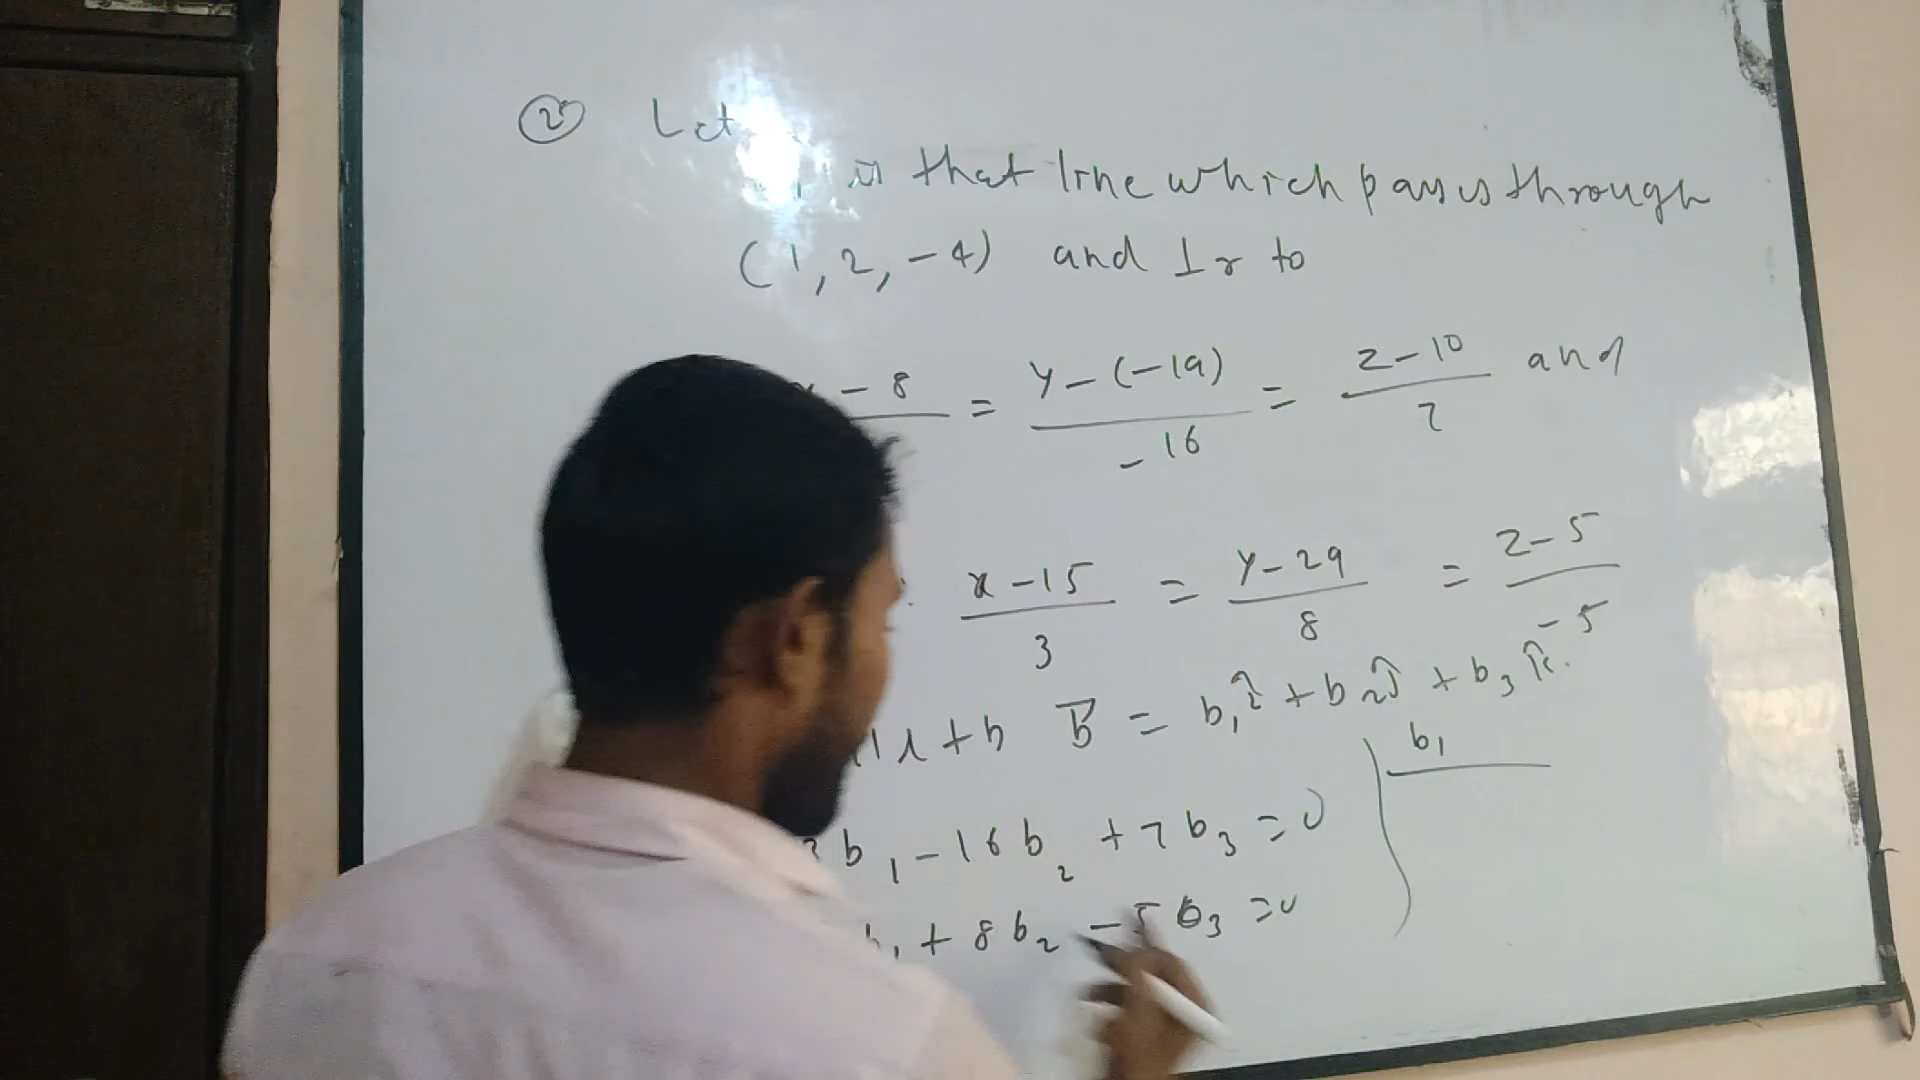 ② Let
is that line which passes through
(1, 2, -4) and ⊥r to
x - 8 = y - (-19) / -16 = z - 10 / 7 and
x - 15 / 3 = y - 29 / 8 = z - 5 / -5
b⃗ = b₁î + b₂ĵ + b₃k̂.
b₁ - 16b₂ + 7b₃ = 0
b₁
b₁ + 8b₂ - 5b₃ = 0